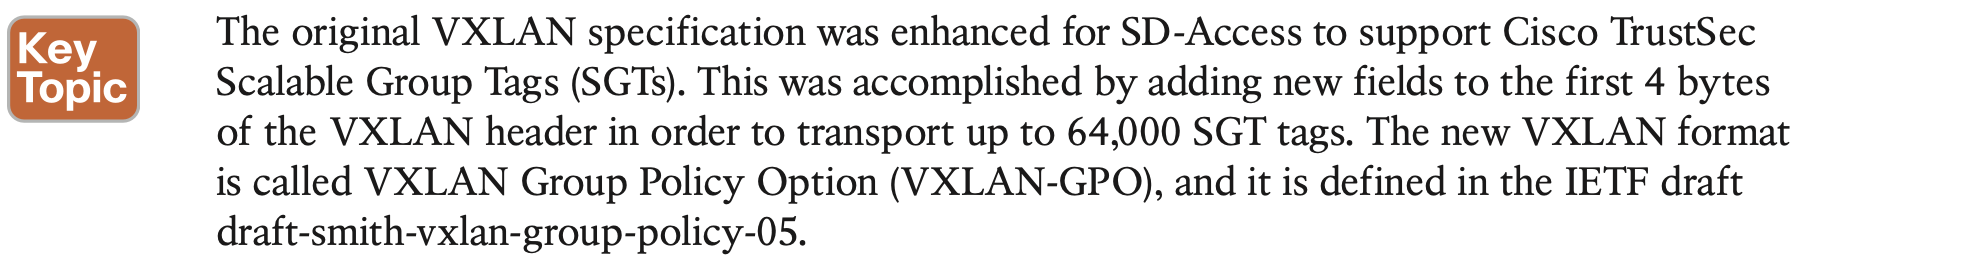 Key
Topic
The original VXLAN specification was enhanced for SD-Access to support Cisco TrustSec
Scalable Group Tags (SGTs). This was accomplished by adding new fields to the first 4 bytes
of the VXLAN header in order to transport up to 64,000 SGT tags. The new VXLAN format
is called VXLAN Group Policy Option (VXLAN-GPO), and it is defined in the IETF draft
draft-smith-vxlan-group-policy-05.